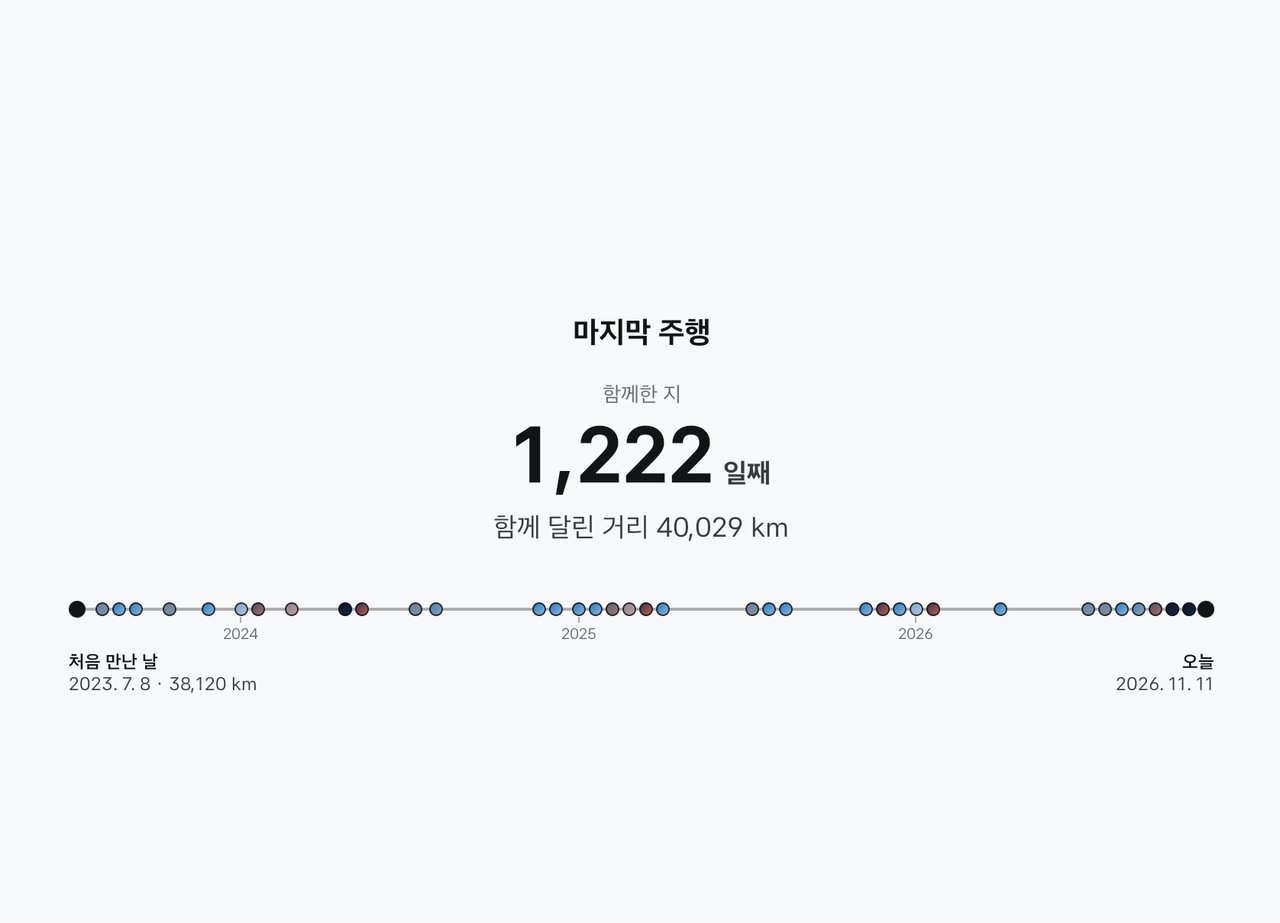 마지막 주행
함께한 지
1,222 일째
함께 달린 거리 40,029 km
2024
2025
2026
처음 만난 날
2023. 7. 8 · 38,120 km
오늘
2026. 11. 11